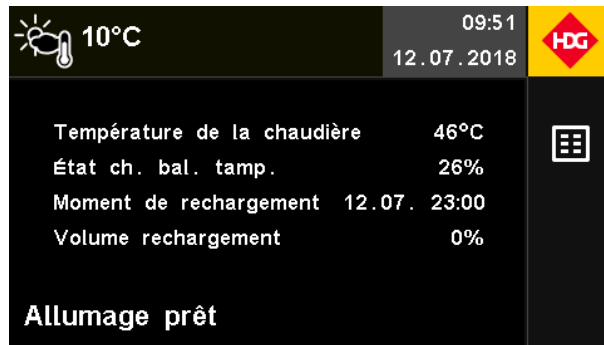 10°C
09:51
12.07.2018
HDG
Température de la chaudière 46°C
État ch. bal. tamp. 26%
Moment de rechargement 12.07. 23:00
Volume rechargement 0%
Allumage prêt